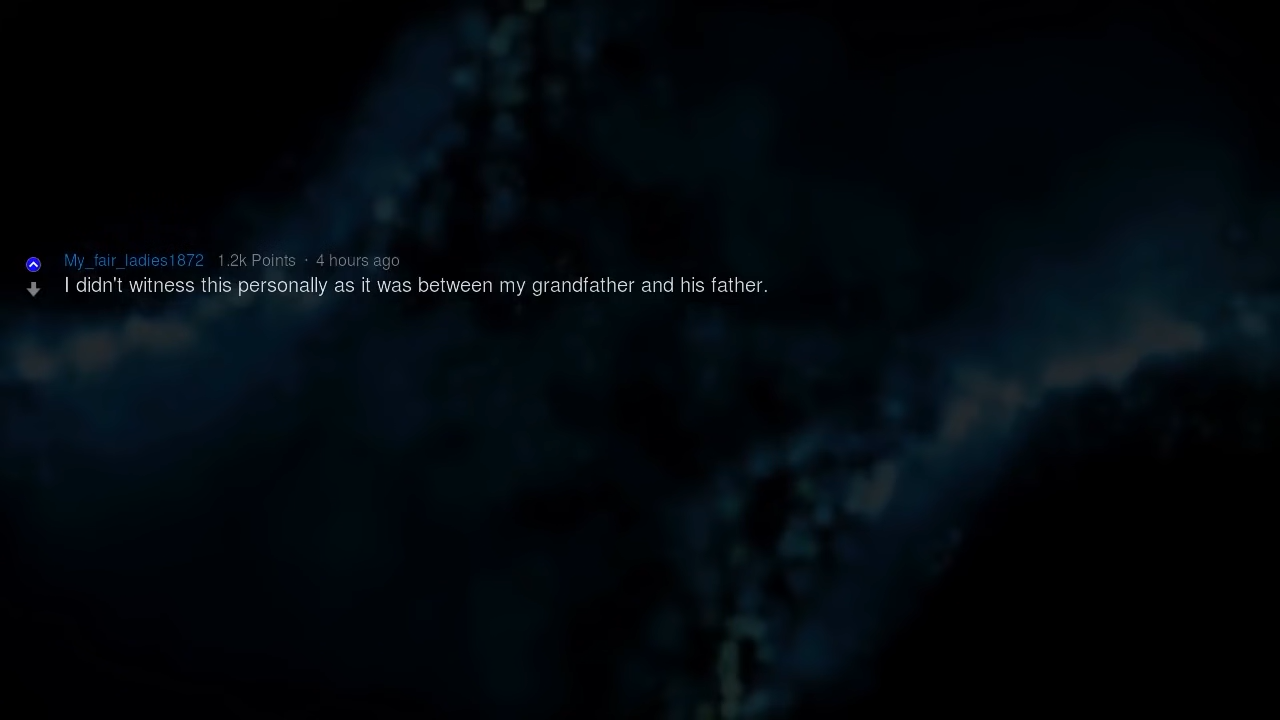 My_fair_ladies1872 1.2k Points · 4 hours ago
I didn't witness this personally as it was between my grandfather and his father.